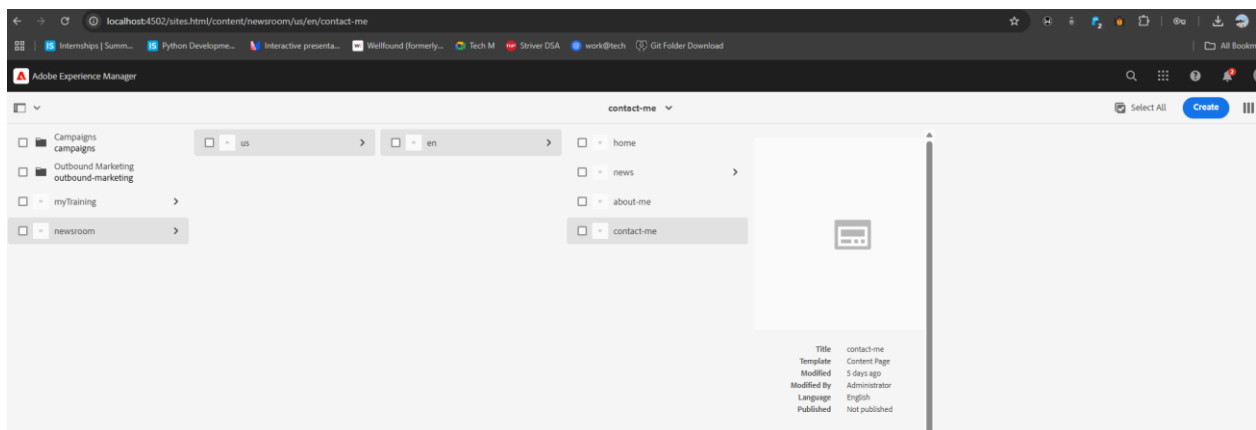 localhost:4502/sites.html/content/newsroom/us/en/contact-me
Internships | Summ... Python Developme... Interactive presenta... Wellfound (formerly... Tech M Striver DSA work@tech Git Folder Download All Bookm
Adobe Experience Manager
contact-me Select All Create
Campaigns
campaigns
Outbound Marketing
outbound-marketing
myTraining
newsroom
us
en
home
news
about-me
contact-me
Title contact-me
Template Content Page
Modified 5 days ago
Modified By Administrator
Language English
Published Not published